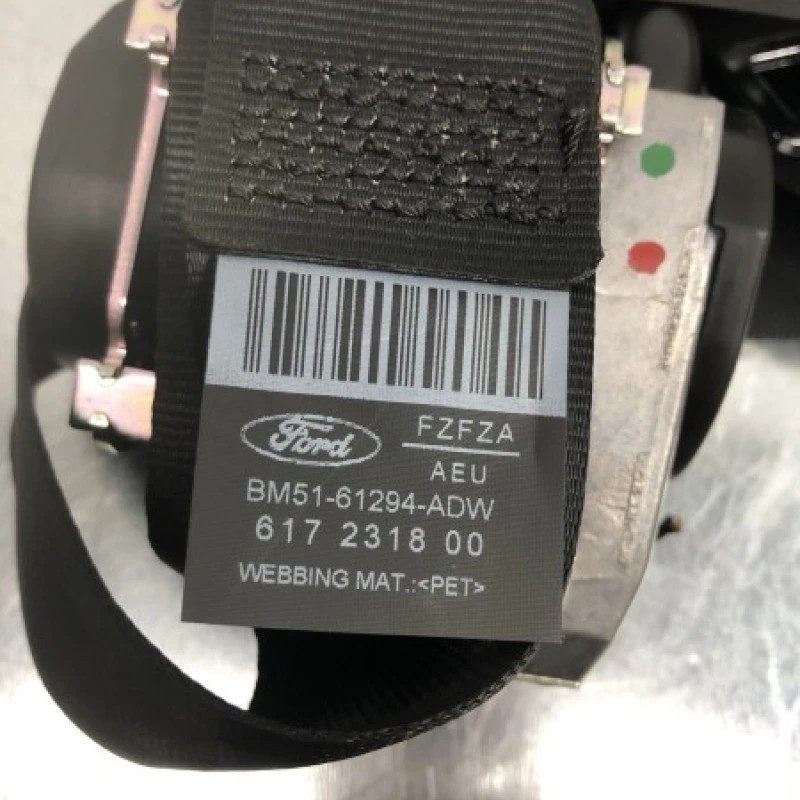 Ford
FZFZA
AEU
BM51-61294-ADW
617 2318 00
WEBBING MAT.:<PET>